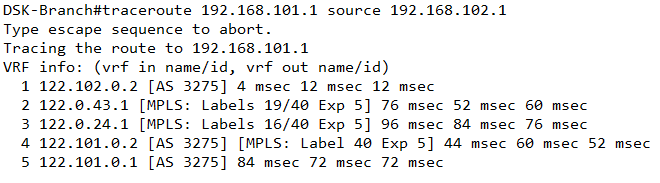 DSK-Branch#traceroute 192.168.101.1 source 192.168.102.1
Type escape sequence to abort.
Tracing the route to 192.168.101.1
VRF info: (vrf in name/id, vrf out name/id)
1 122.102.0.2 [AS 3275] 4 msec 12 msec 12 msec
2 122.0.43.1 [MPLS: Labels 19/40 Exp 5] 76 msec 52 msec 60 msec
3 122.0.24.1 [MPLS: Labels 16/40 Exp 5] 96 msec 84 msec 76 msec
4 122.101.0.2 [AS 3275] [MPLS: Label 40 Exp 5] 44 msec 60 msec 52 msec
5 122.101.0.1 [AS 3275] 84 msec 72 msec 72 msec